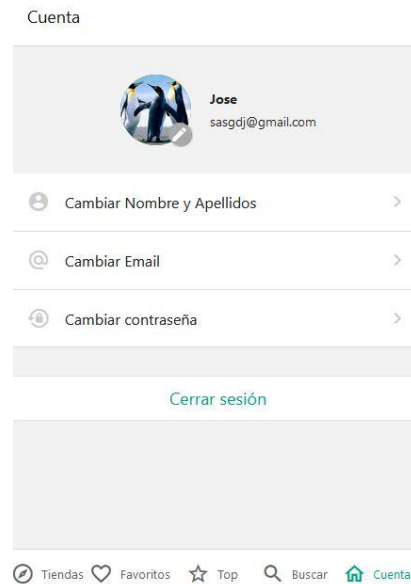 Cuenta
Jose
sasgdj@gmail.com
Cambiar Nombre y Apellidos
Cambiar Email
Cambiar contraseña
Cerrar sesión
Tiendas Favoritos Top Buscar Cuenta